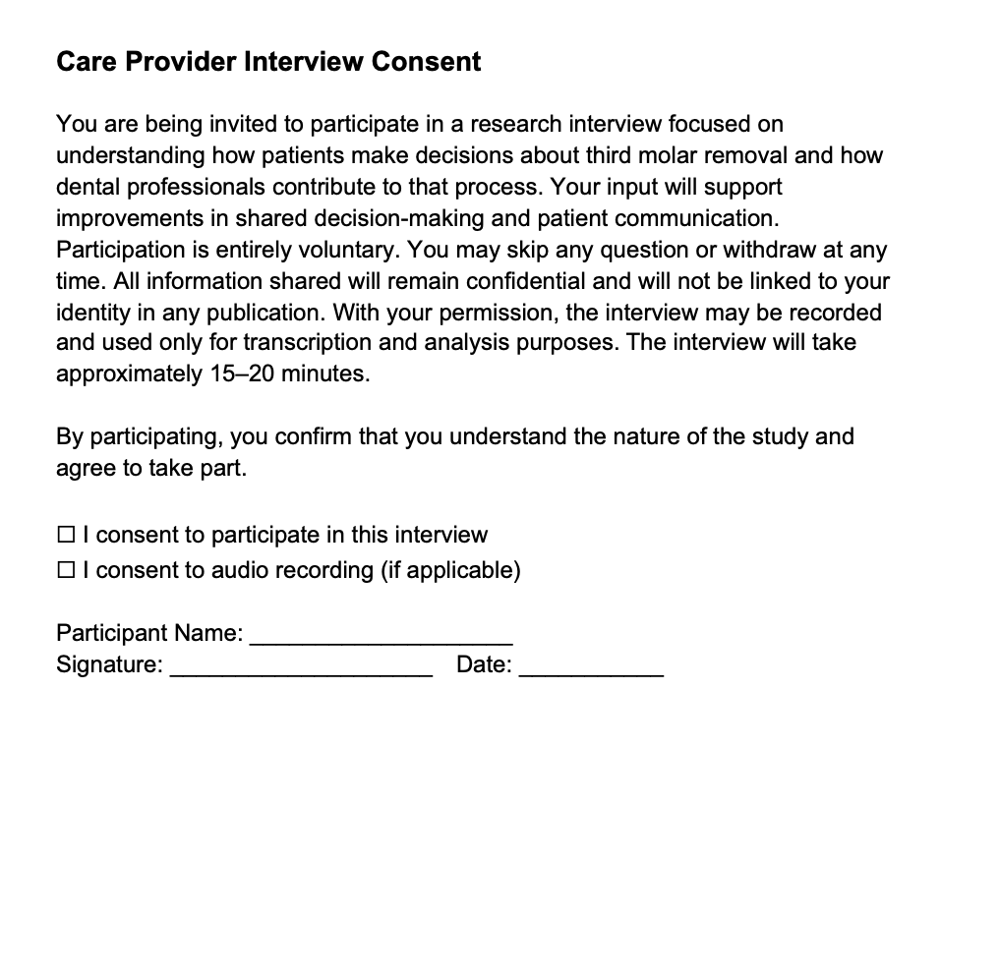 Care Provider Interview Consent
You are being invited to participate in a research interview focused on
understanding how patients make decisions about third molar removal and how
dental professionals contribute to that process. Your input will support
improvements in shared decision-making and patient communication.
Participation is entirely voluntary. You may skip any question or withdraw at any
time. All information shared will remain confidential and will not be linked to your
identity in any publication. With your permission, the interview may be recorded
and used only for transcription and analysis purposes. The interview will take
approximately 15–20 minutes.
By participating, you confirm that you understand the nature of the study and
agree to take part.
☐ I consent to participate in this interview
☐ I consent to audio recording (if applicable)
Participant Name: ____________________
Signature: ____________________ Date: ___________